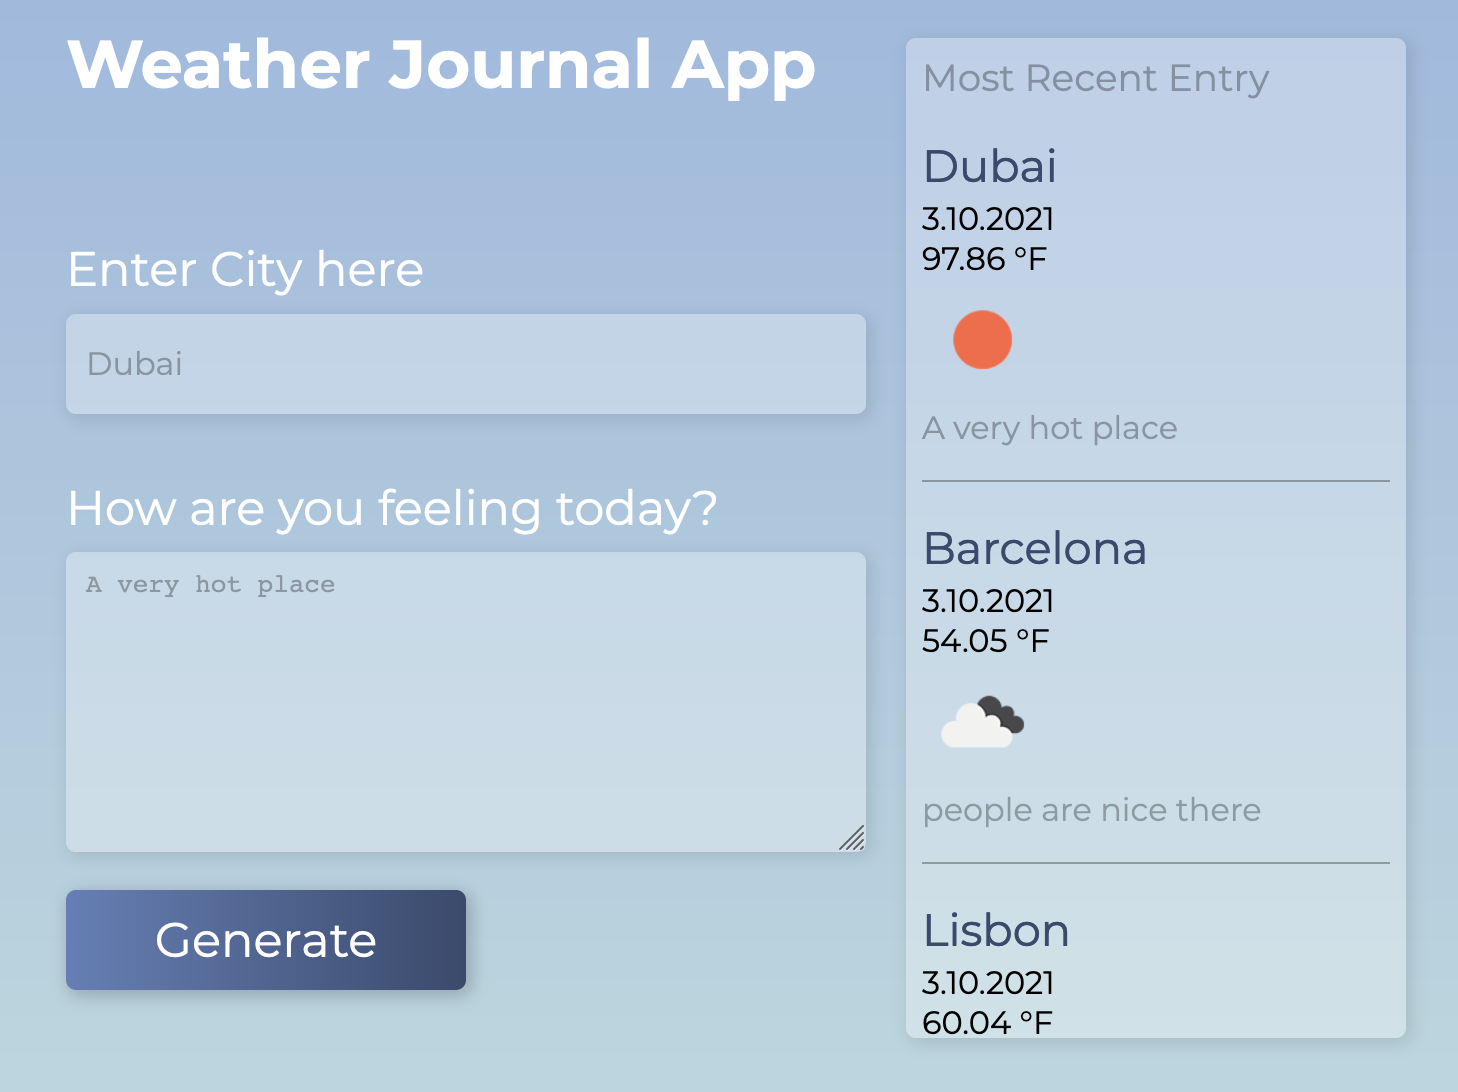 Weather Journal App
Enter City here
Dubai
How are you feeling today?
A very hot place
Generate
Most Recent Entry
Dubai
3.10.2021
97.86 °F
A very hot place
Barcelona
3.10.2021
54.05 °F
people are nice there
Lisbon
3.10.2021
60.04 °F